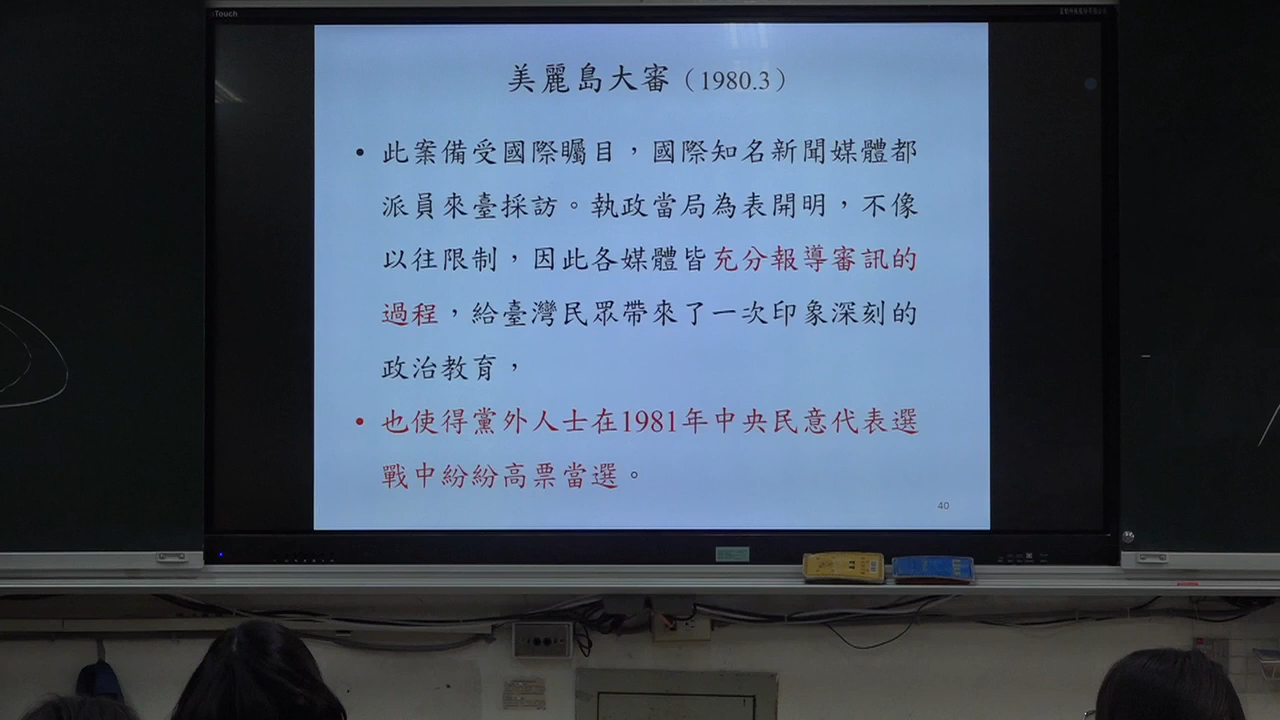 iTouch
美麗島大審（1980.3）
• 此案備受國際矚目，國際知名新聞媒體都
派員來臺採訪。執政當局為表開明，不像
以往限制，因此各媒體皆充分報導審訊的
過程，給臺灣民眾帶來了一次印象深刻的
政治教育，
• 也使得黨外人士在1981年中央民意代表選
戰中紛紛高票當選。
40